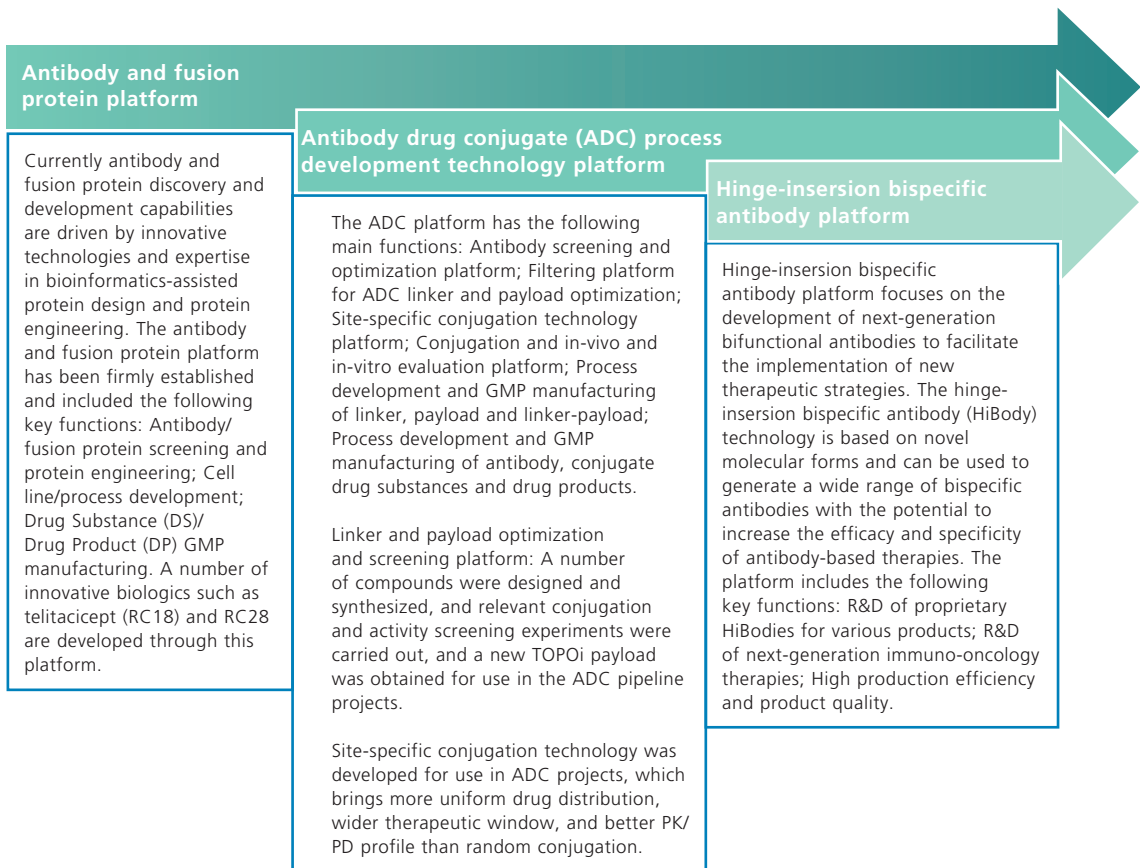 Antibody and fusion
protein platform
Currently antibody and
fusion protein discovery and
development capabilities
are driven by innovative
technologies and expertise
in bioinformatics-assisted
protein design and protein
engineering. The antibody
and fusion protein platform
has been firmly established
and included the following
key functions: Antibody/
fusion protein screening and
protein engineering; Cell
line/process development;
Drug Substance (DS)/
Drug Product (DP) GMP
manufacturing. A number of
innovative biologics such as
telitacicept (RC18) and RC28
are developed through this
platform.
Antibody drug conjugate (ADC) process
development technology platform
The ADC platform has the following
main functions: Antibody screening and
optimization platform; Filtering platform
for ADC linker and payload optimization;
Site-specific conjugation technology
platform; Conjugation and in-vivo and
in-vitro evaluation platform; Process
development and GMP manufacturing
of linker, payload and linker-payload;
Process development and GMP
manufacturing of antibody, conjugate
drug substances and drug products.
Linker and payload optimization
and screening platform: A number
of compounds were designed and
synthesized, and relevant conjugation
and activity screening experiments were
carried out, and a new TOPOi payload
was obtained for use in the ADC pipeline
projects.
Site-specific conjugation technology was
developed for use in ADC projects, which
brings more uniform drug distribution,
wider therapeutic window, and better PK/
PD profile than random conjugation.
Hinge-insersion bispecific
antibody platform
Hinge-insersion bispecific
antibody platform focuses on the
development of next-generation
bifunctional antibodies to facilitate
the implementation of new
therapeutic strategies. The hinge-
insersion bispecific antibody (HiBody)
technology is based on novel
molecular forms and can be used to
generate a wide range of bispecific
antibodies with the potential to
increase the efficacy and specificity
of antibody-based therapies. The
platform includes the following
key functions: R&D of proprietary
HiBodies for various products; R&D
of next-generation immuno-oncology
therapies; High production efficiency
and product quality.